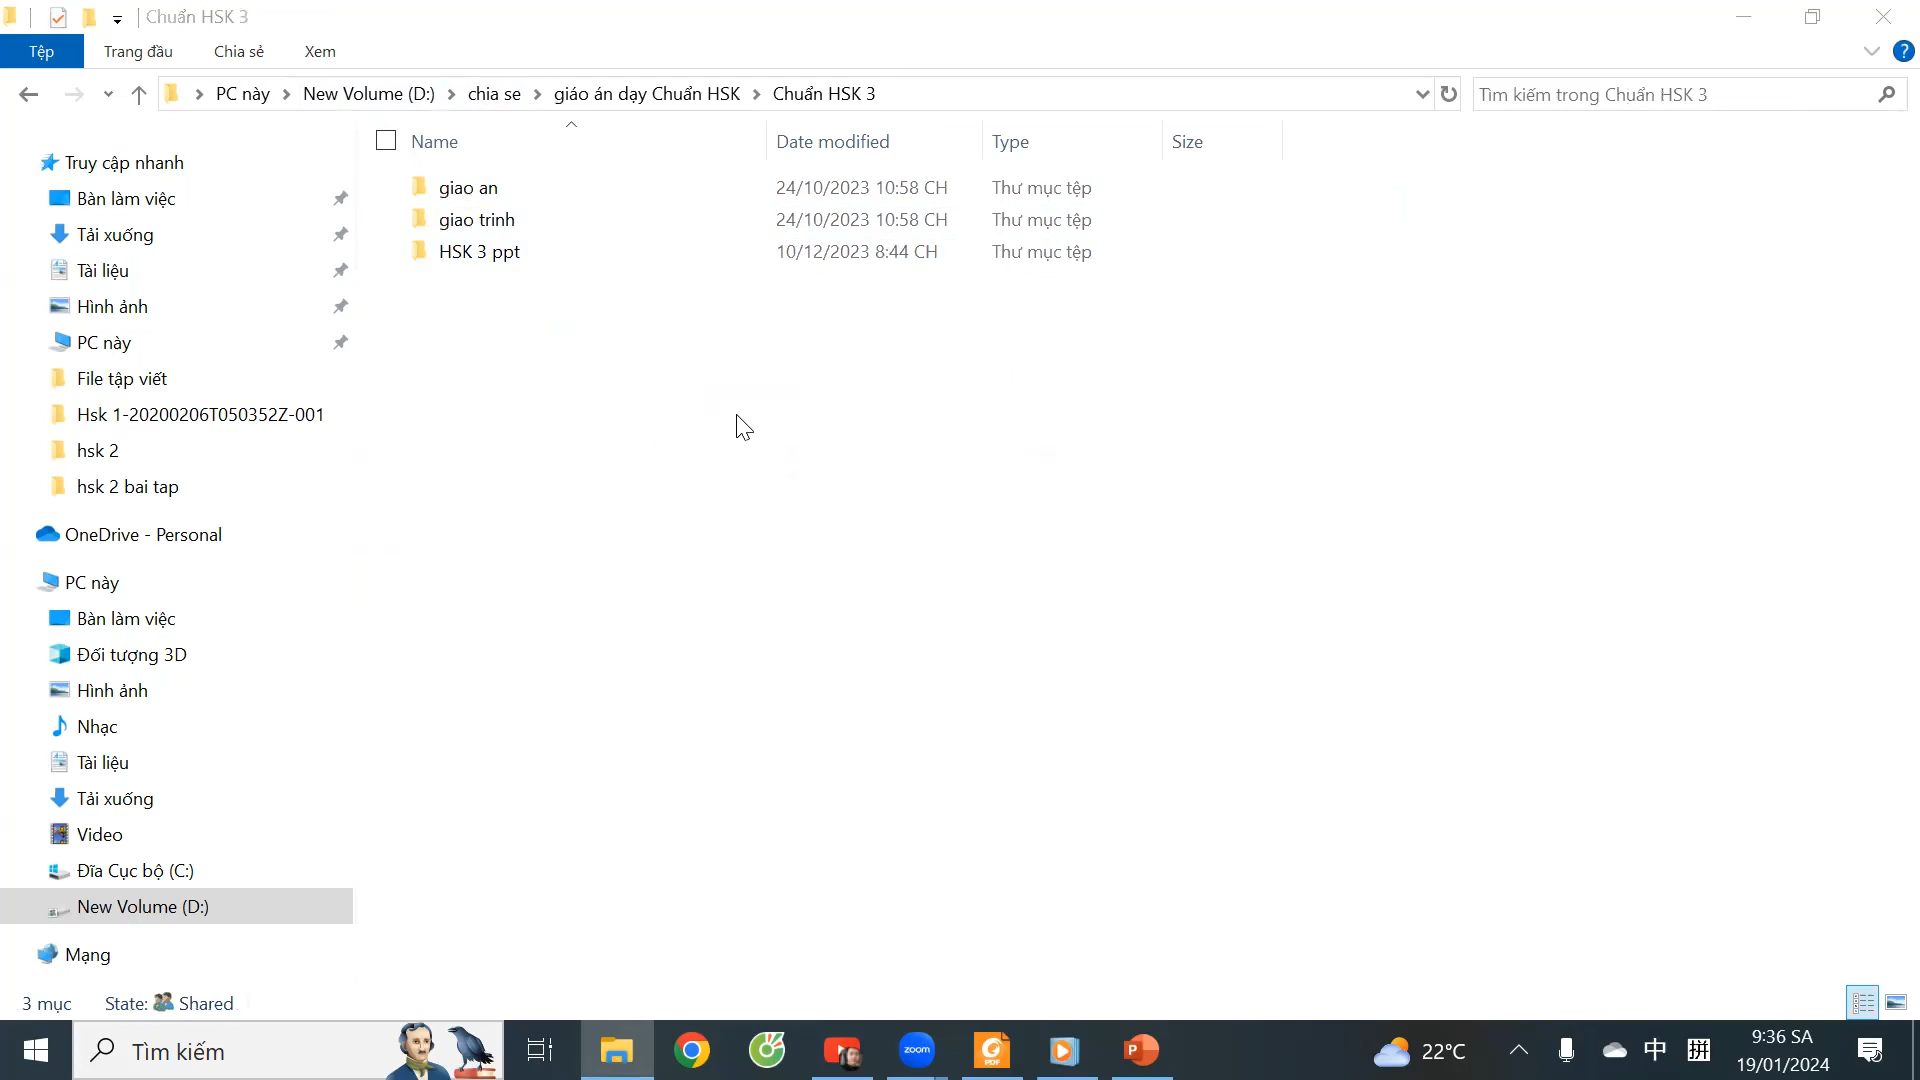 Chuẩn HSK 3
Tệp Trang đầu Chia sẻ Xem
PC này New Volume (D:) chia se giáo án dạy Chuẩn HSK Chuẩn HSK 3
Tìm kiếm trong Chuẩn HSK 3
Name Date modified Type Size
giao an 24/10/2023 10:58 CH Thư mục tệp
giao trinh 24/10/2023 10:58 CH Thư mục tệp
HSK 3 ppt 10/12/2023 8:44 CH Thư mục tệp
Truy cập nhanh
Bàn làm việc
Tải xuống
Tài liệu
Hình ảnh
PC này
File tập viết
Hsk 1-20200206T050352Z-001
hsk 2
hsk 2 bai tap
OneDrive - Personal
PC này
Bàn làm việc
Đối tượng 3D
Hình ảnh
Nhạc
Tài liệu
Tải xuống
Video
Đĩa Cục bộ (C:)
New Volume (D:)
Mạng
3 mục State: Shared
Tìm kiếm
zoom
PDF
P
22°C
中
拼
9:36 SA
19/01/2024